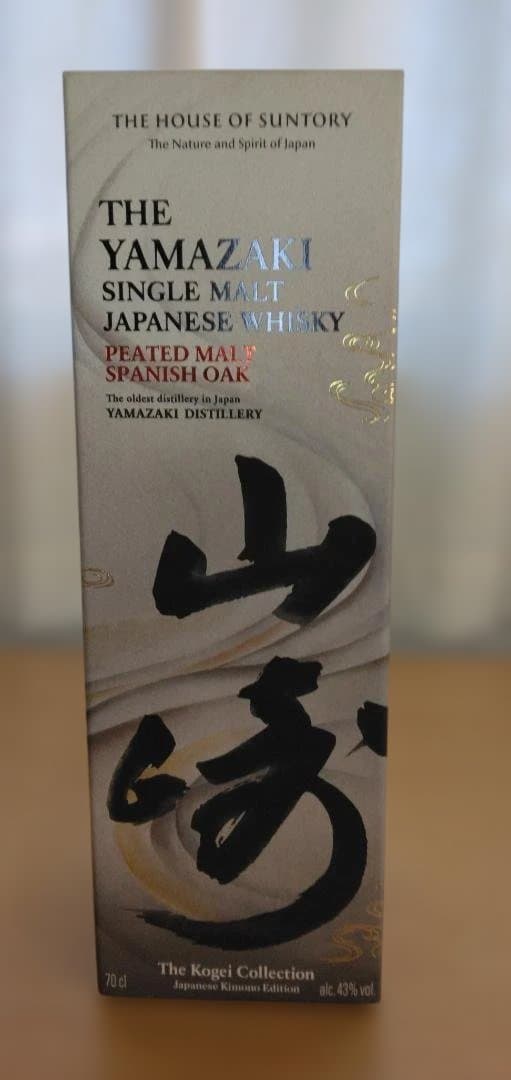 THE HOUSE OF SUNTORY
The Nature and Spirit of Japan
THE
YAMAZAKI
SINGLE MALT
JAPANESE WHISKY
PEATED MALT
SPANISH OAK
The oldest distillery in Japan
YAMAZAKI DISTILLERY
山
崎
The Kogei Collection
Japanese Kimono Edition
70 cl
alc. 43% vol.